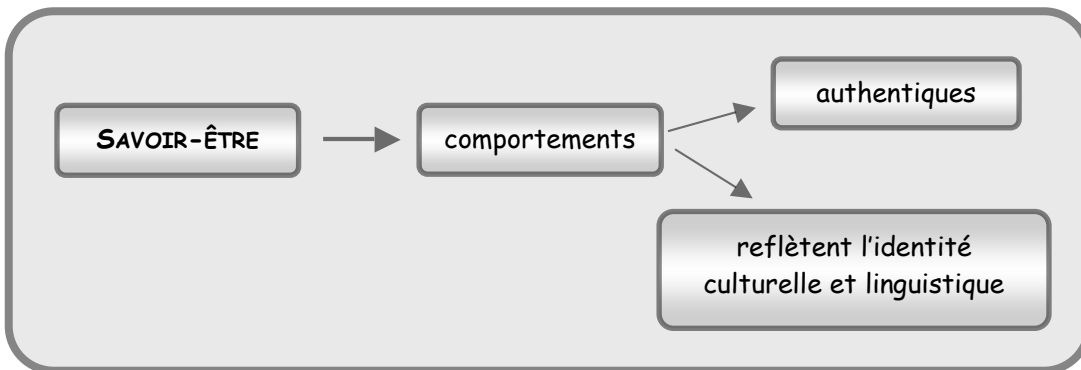 SAVOIR-ÊTRE
comportements
authentiques
reflètent l'identité
culturelle et linguistique